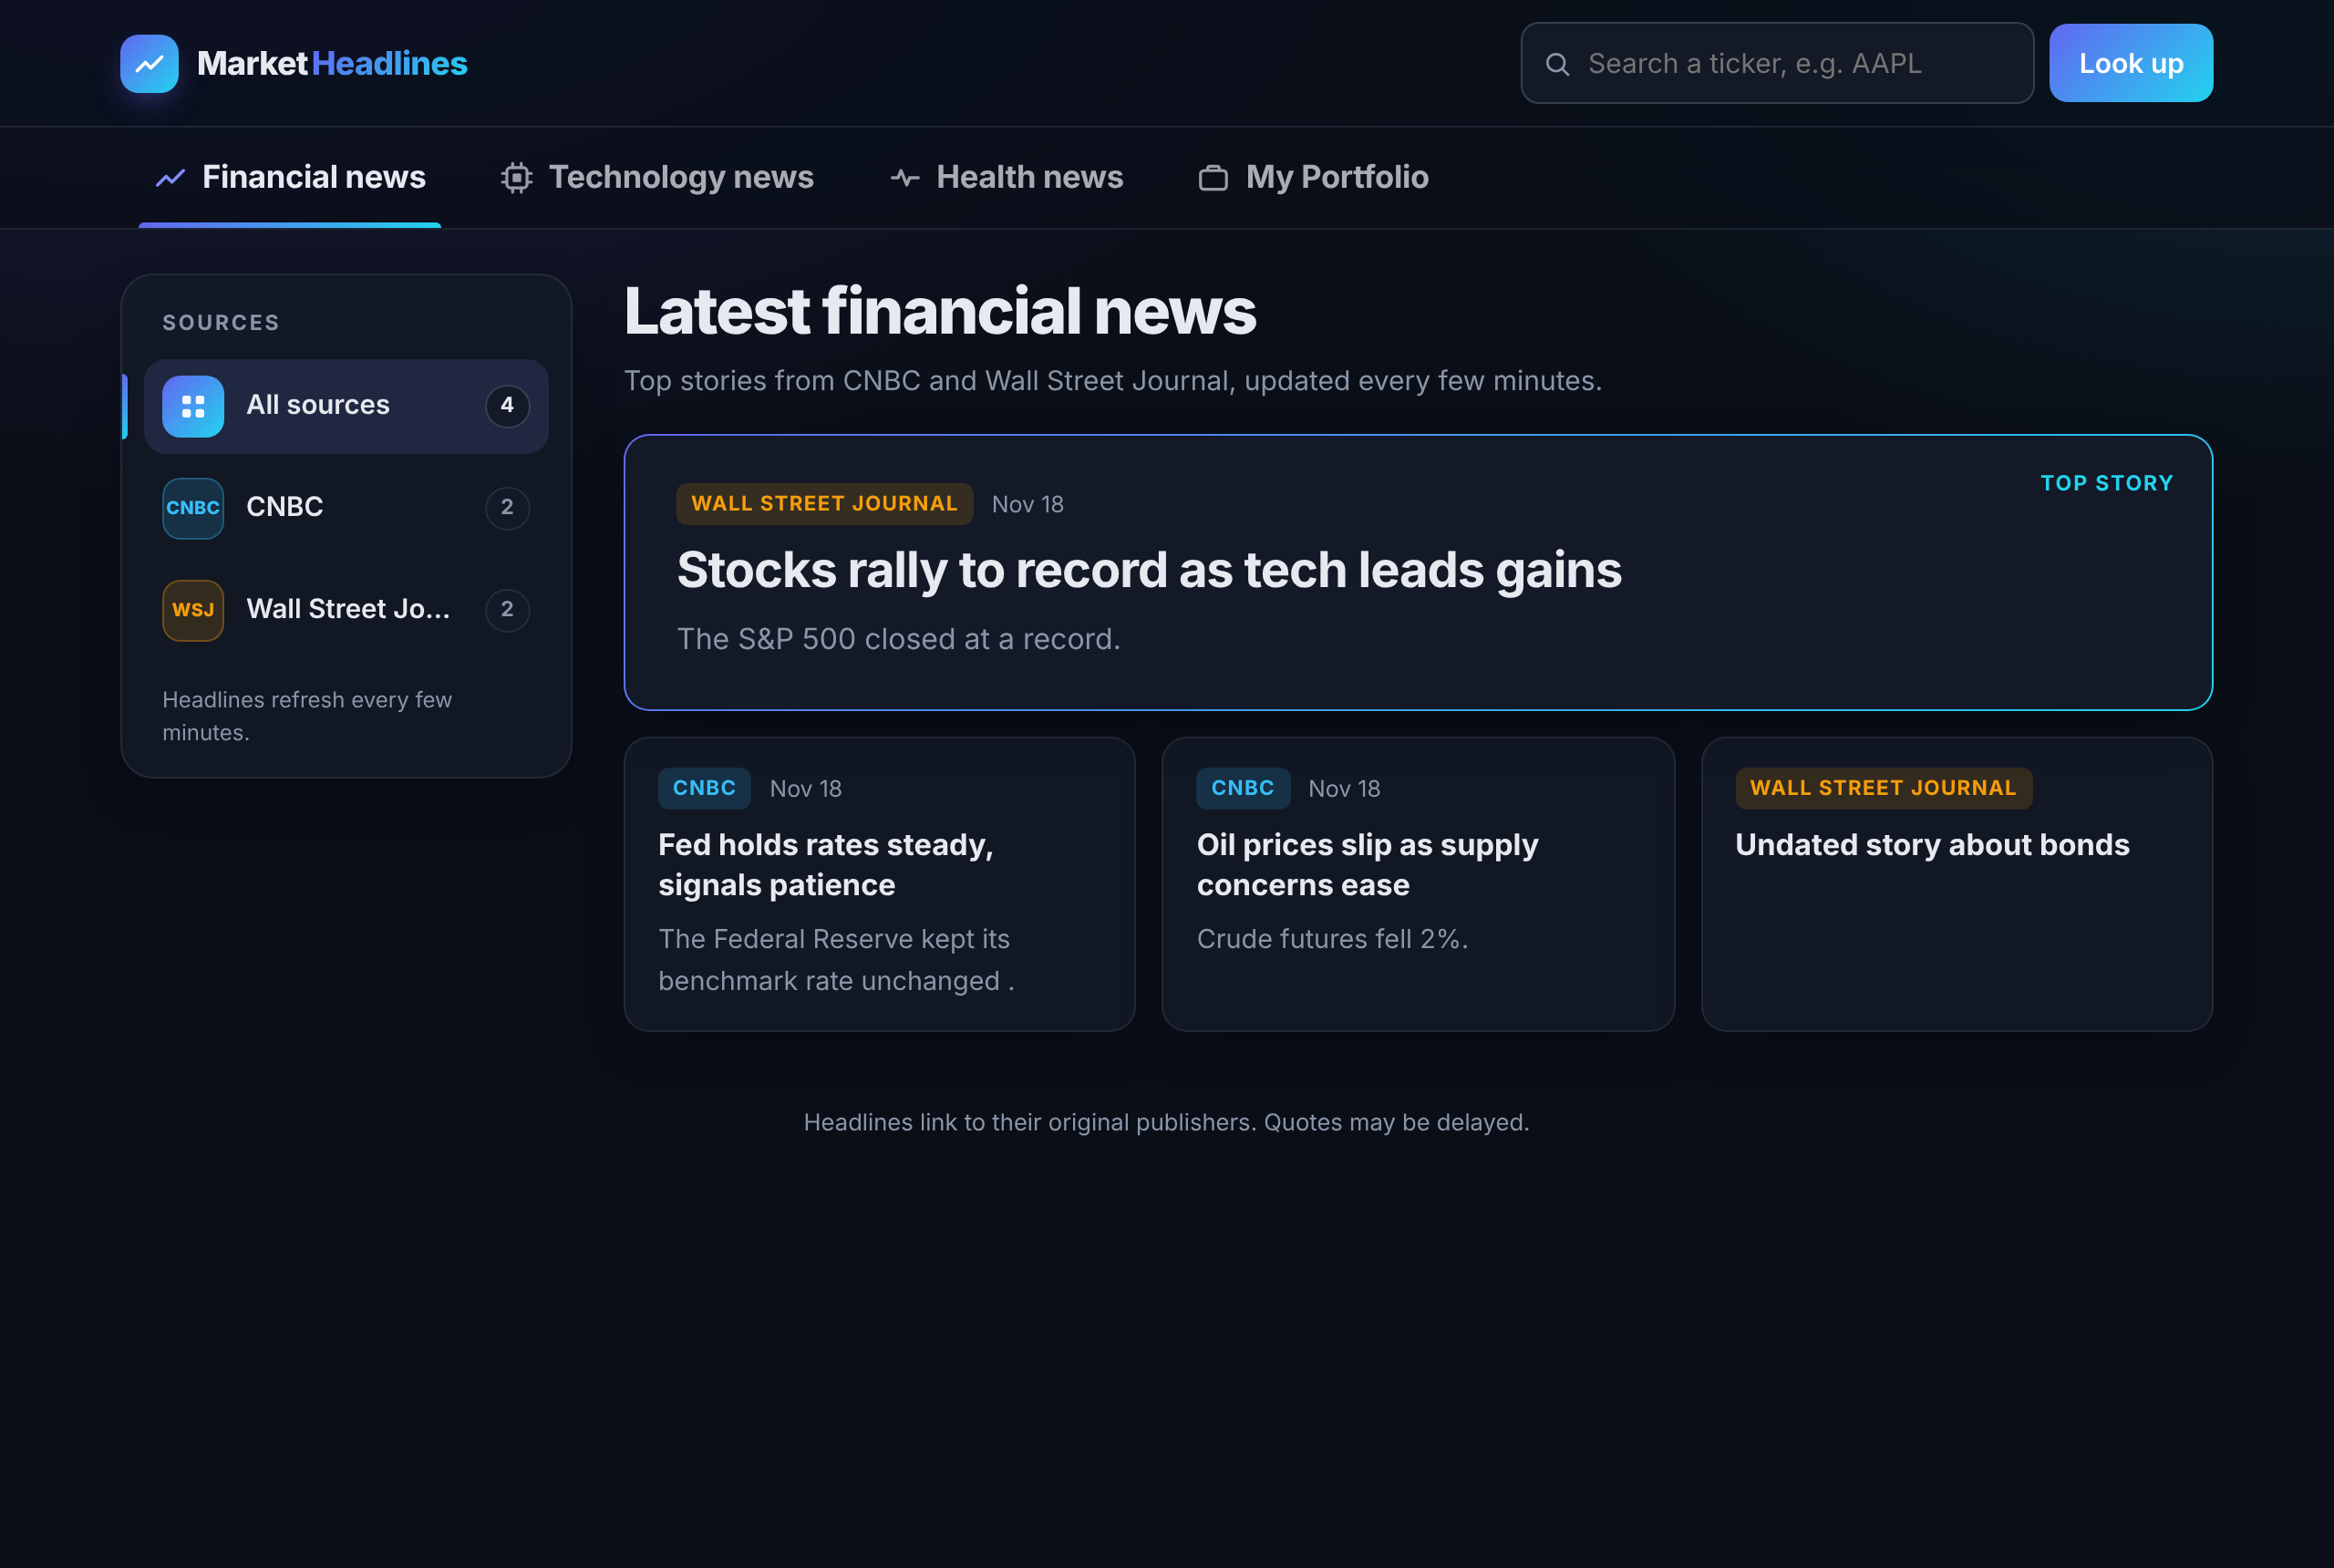 MarketHeadlines
Search a ticker, e.g. AAPL
Look up
Financial news
Technology news
Health news
My Portfolio
SOURCES
All sources
4
CNBC
CNBC
2
WSJ
Wall Street Jo...
2
Headlines refresh every few
minutes.
Latest financial news
Top stories from CNBC and Wall Street Journal, updated every few minutes.
WALL STREET JOURNAL
Nov 18
TOP STORY
Stocks rally to record as tech leads gains
The S&P 500 closed at a record.
CNBC
Nov 18
Fed holds rates steady,
signals patience
The Federal Reserve kept its
benchmark rate unchanged .
CNBC
Nov 18
Oil prices slip as supply
concerns ease
Crude futures fell 2%.
WALL STREET JOURNAL
Undated story about bonds
Headlines link to their original publishers. Quotes may be delayed.